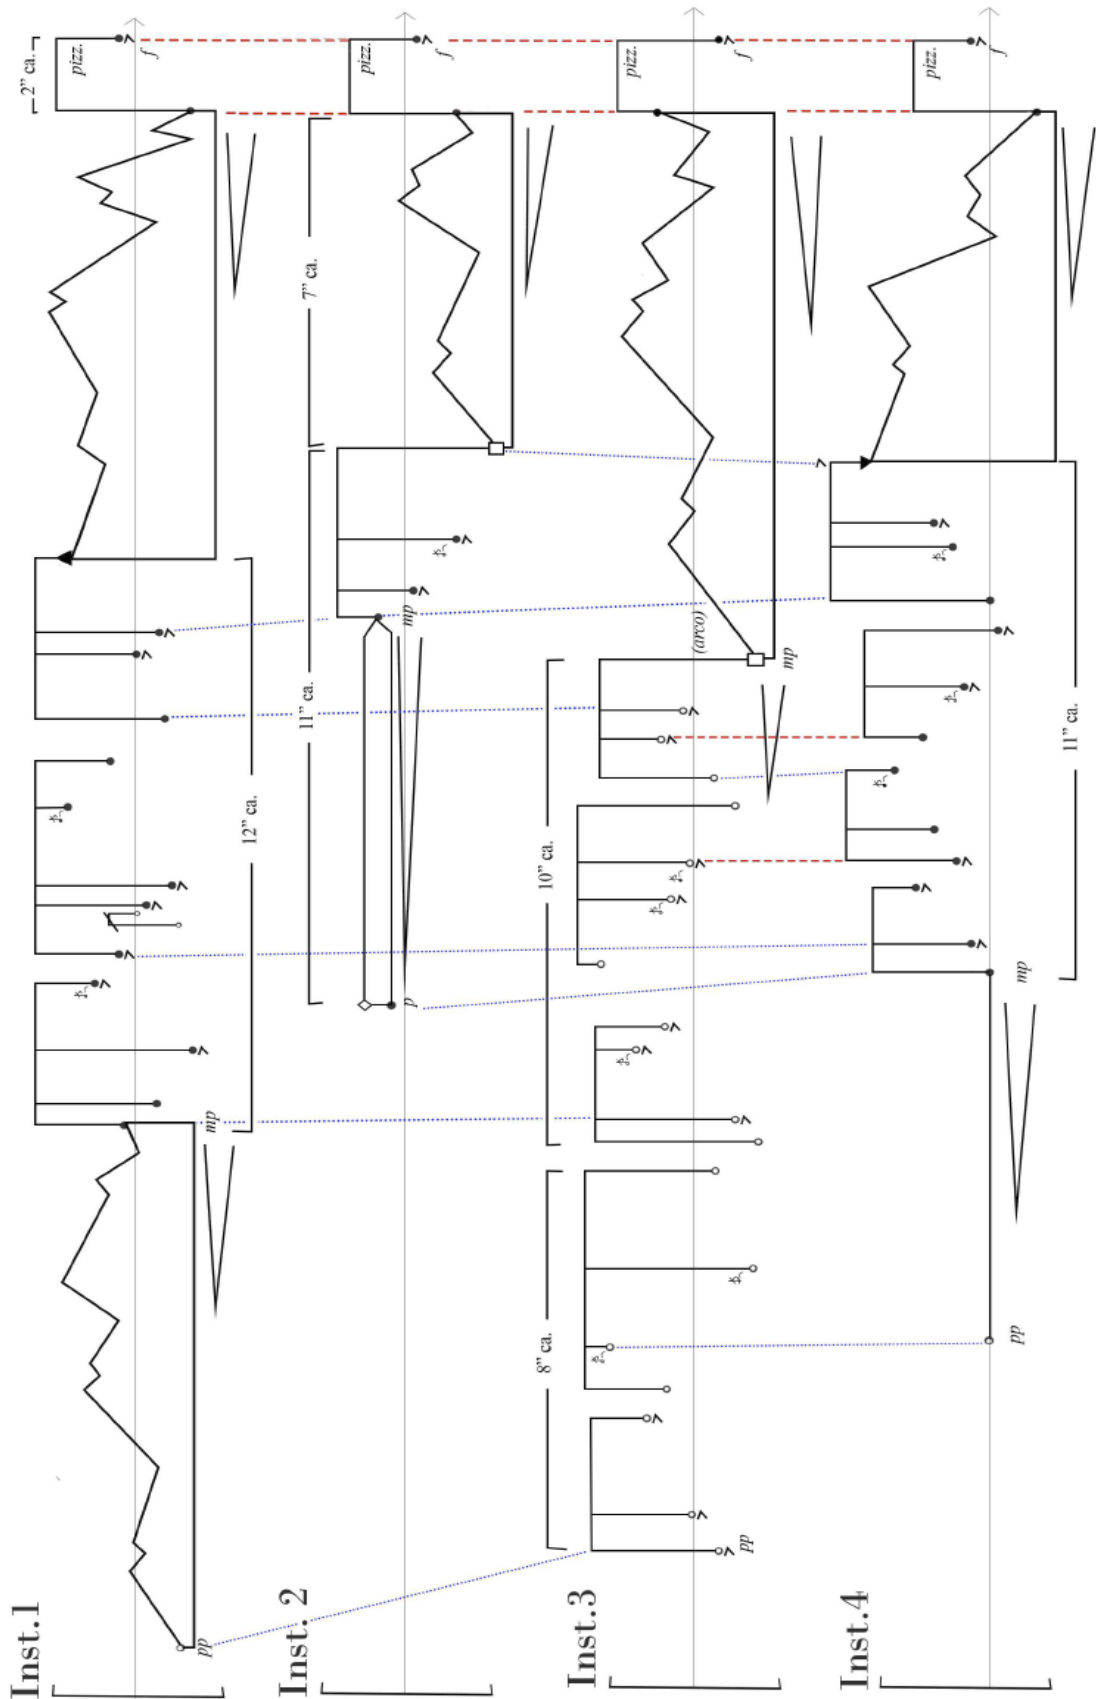 2” ca.
Inst.1
pizz.
f
pp
mp
12” ca.
Inst. 2
11” ca.
7” ca.
pizz.
p
mp
f
8” ca.
10” ca.
Inst.3
(arco)
pizz.
pp
mp
f
Inst.4
pizz.
pp
mp
f
11” ca.